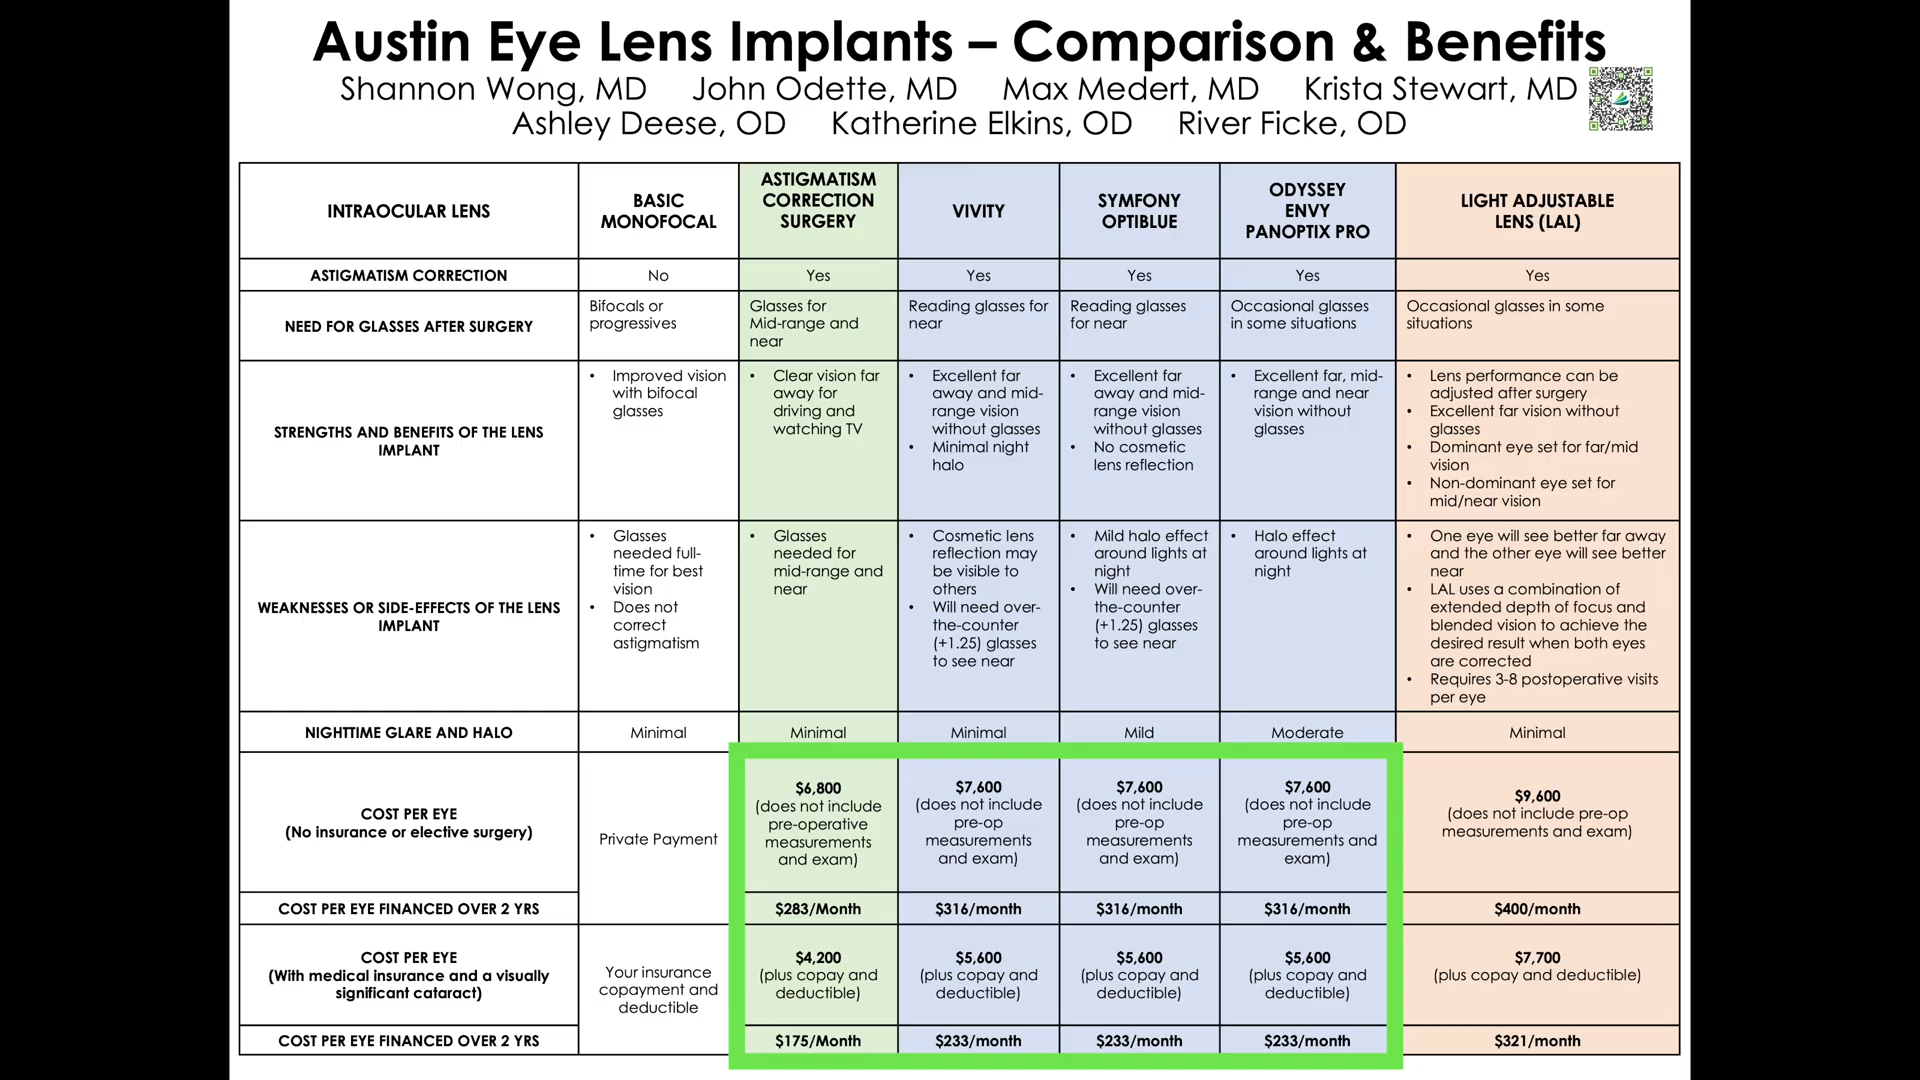 Austin Eye Lens Implants – Comparison & Benefits
Shannon Wong, MD John Odette, MD Max Medert, MD Krista Stewart, MD
Ashley Deese, OD Katherine Elkins, OD River Ficke, OD
INTRAOCULAR LENS
BASIC
MONOFOCAL
ASTIGMATISM
CORRECTION
SURGERY
VIVITY
SYMFONY
OPTIBLUE
ODYSSEY
ENVY
PANOPTIX PRO
LIGHT ADJUSTABLE
LENS (LAL)
ASTIGMATISM CORRECTION
No
Yes
Yes
Yes
Yes
Yes
NEED FOR GLASSES AFTER SURGERY
Bifocals or
progressives
Glasses for
Mid-range and
near
Reading glasses for
near
Reading glasses
for near
Occasional glasses
in some situations
Occasional glasses in some
situations
STRENGTHS AND BENEFITS OF THE LENS
IMPLANT
• Improved vision
with bifocal
glasses
• Clear vision far
away for
driving and
watching TV
• Excellent far
away and mid-
range vision
without glasses
• Minimal night
halo
• Excellent far
away and mid-
range vision
without glasses
• No cosmetic
lens reflection
• Excellent far, mid-
range and near
vision without
glasses
• Lens performance can be
adjusted after surgery
• Excellent far vision without
glasses
• Dominant eye set for far/mid
vision
• Non-dominant eye set for
mid/near vision
WEAKNESSES OR SIDE-EFFECTS OF THE LENS
IMPLANT
• Glasses
needed full-
time for best
vision
• Does not
correct
astigmatism
• Glasses
needed for
mid-range and
near
• Cosmetic lens
reflection may
be visible to
others
• Will need over-
the-counter
(+1.25) glasses
to see near
• Mild halo effect
around lights at
night
• Will need over-
the-counter
(+1.25) glasses
to see near
• Halo effect
around lights at
night
• One eye will see better far away
and the other eye will see better
near
• LAL uses a combination of
extended depth of focus and
blended vision to achieve the
desired result when both eyes
are corrected
• Requires 3-8 postoperative visits
per eye
NIGHTTIME GLARE AND HALO
Minimal
Minimal
Minimal
Mild
Moderate
Minimal
COST PER EYE
(No insurance or elective surgery)
Private Payment
$6,800
(does not include
pre-operative
measurements
and exam)
$7,600
(does not include
pre-op
measurements
and exam)
$7,600
(does not include
pre-op
measurements
and exam)
$7,600
(does not include
pre-op
measurements and
exam)
$9,600
(does not include pre-op
measurements and exam)
COST PER EYE FINANCED OVER 2 YRS
$283/Month
$316/month
$316/month
$316/month
$400/month
COST PER EYE
(With medical insurance and a visually
significant cataract)
Your insurance
copayment and
deductible
$4,200
(plus copay and
deductible)
$5,600
(plus copay and
deductible)
$5,600
(plus copay and
deductible)
$5,600
(plus copay and
deductible)
$7,700
(plus copay and deductible)
COST PER EYE FINANCED OVER 2 YRS
$175/Month
$233/month
$233/month
$233/month
$321/month